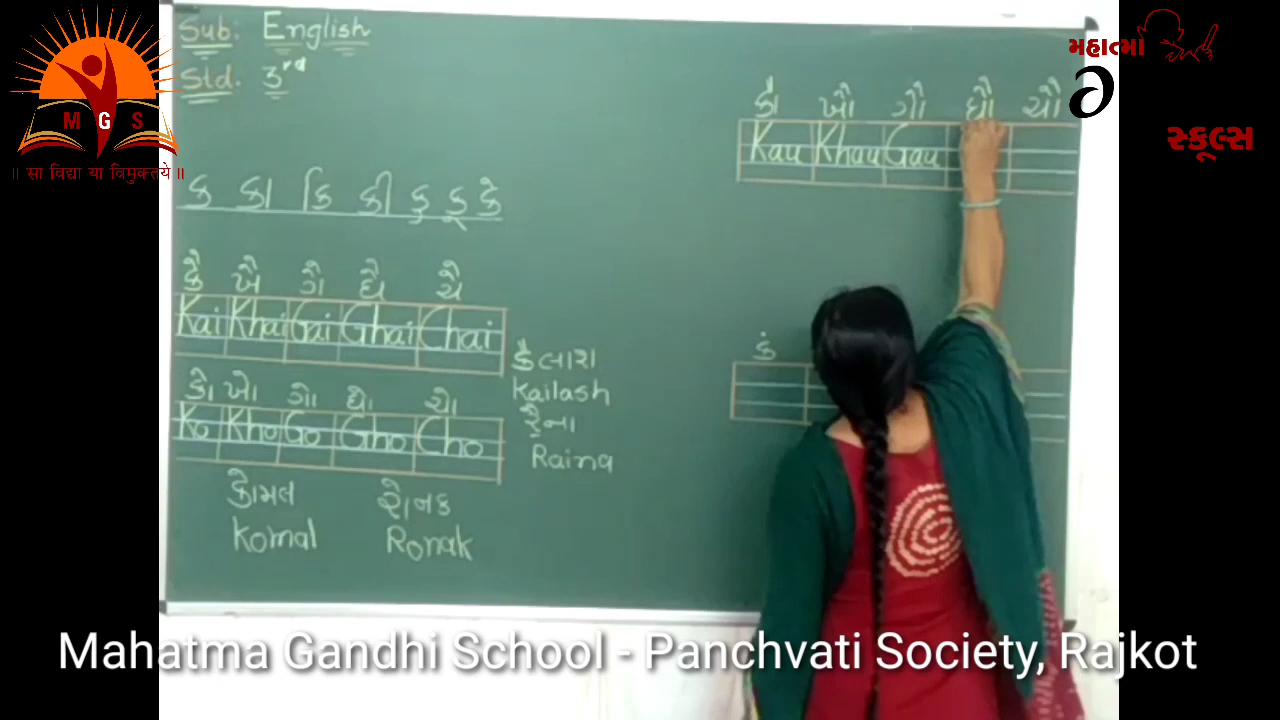 Sub: English
Std. 3rd
ક કા કિ કી કુ કૂ કે
કૈ ખૈ ગૈ ઘૈ ચૈ
Kai Khai Gai Ghai Chai
કો ખો ગો ઘો ચો
Ko Kho Go Gho Cho
કૈલાશ
Kailash
રૈના
Raina
કોમલ રોનક
Komal Ronak
કૌ ખૌ ગૌ ઘૌ ચૌ
Kau Khau Gau
કં
MGS
॥ सा विद्या या विमुक्तये ॥
મહાત્મા
સ્કૂલ્સ
Mahatma Gandhi School - Panchvati Society, Rajkot